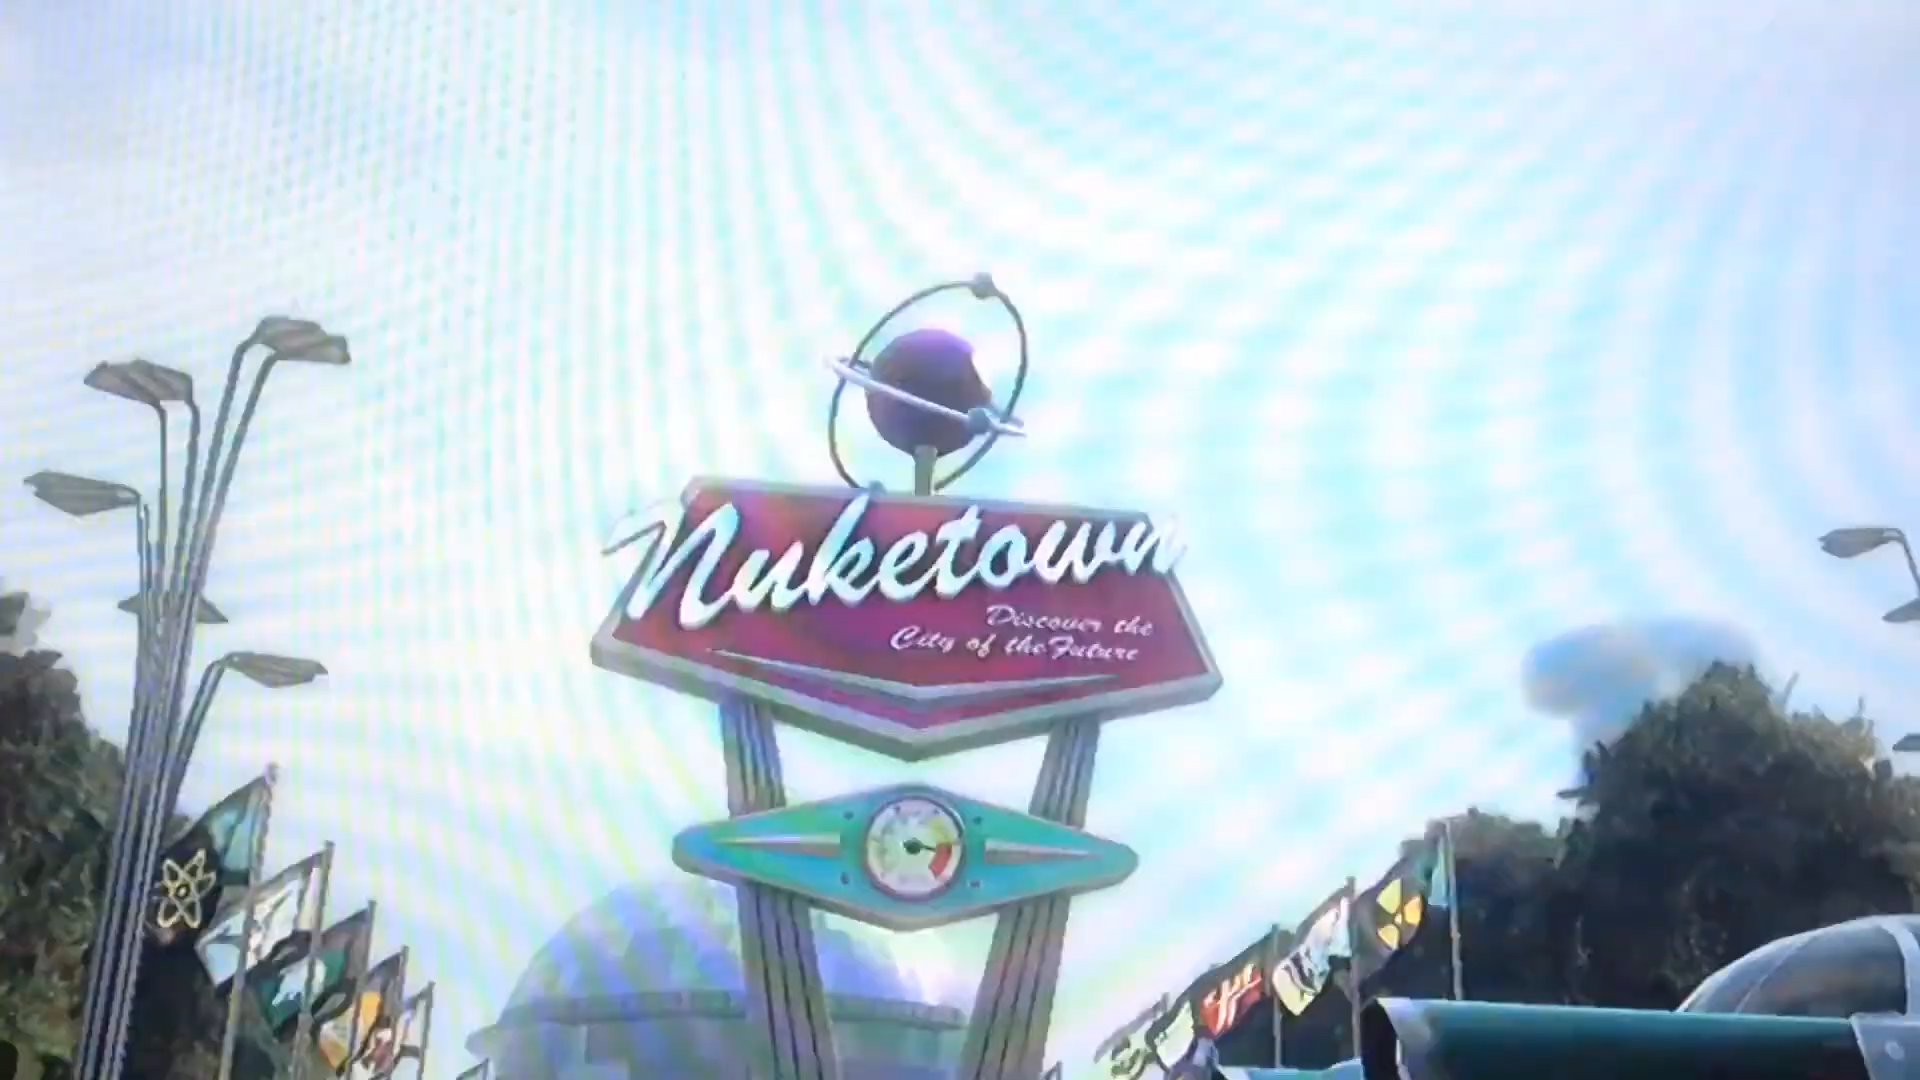 Nuketown
Discover the
City of the Future